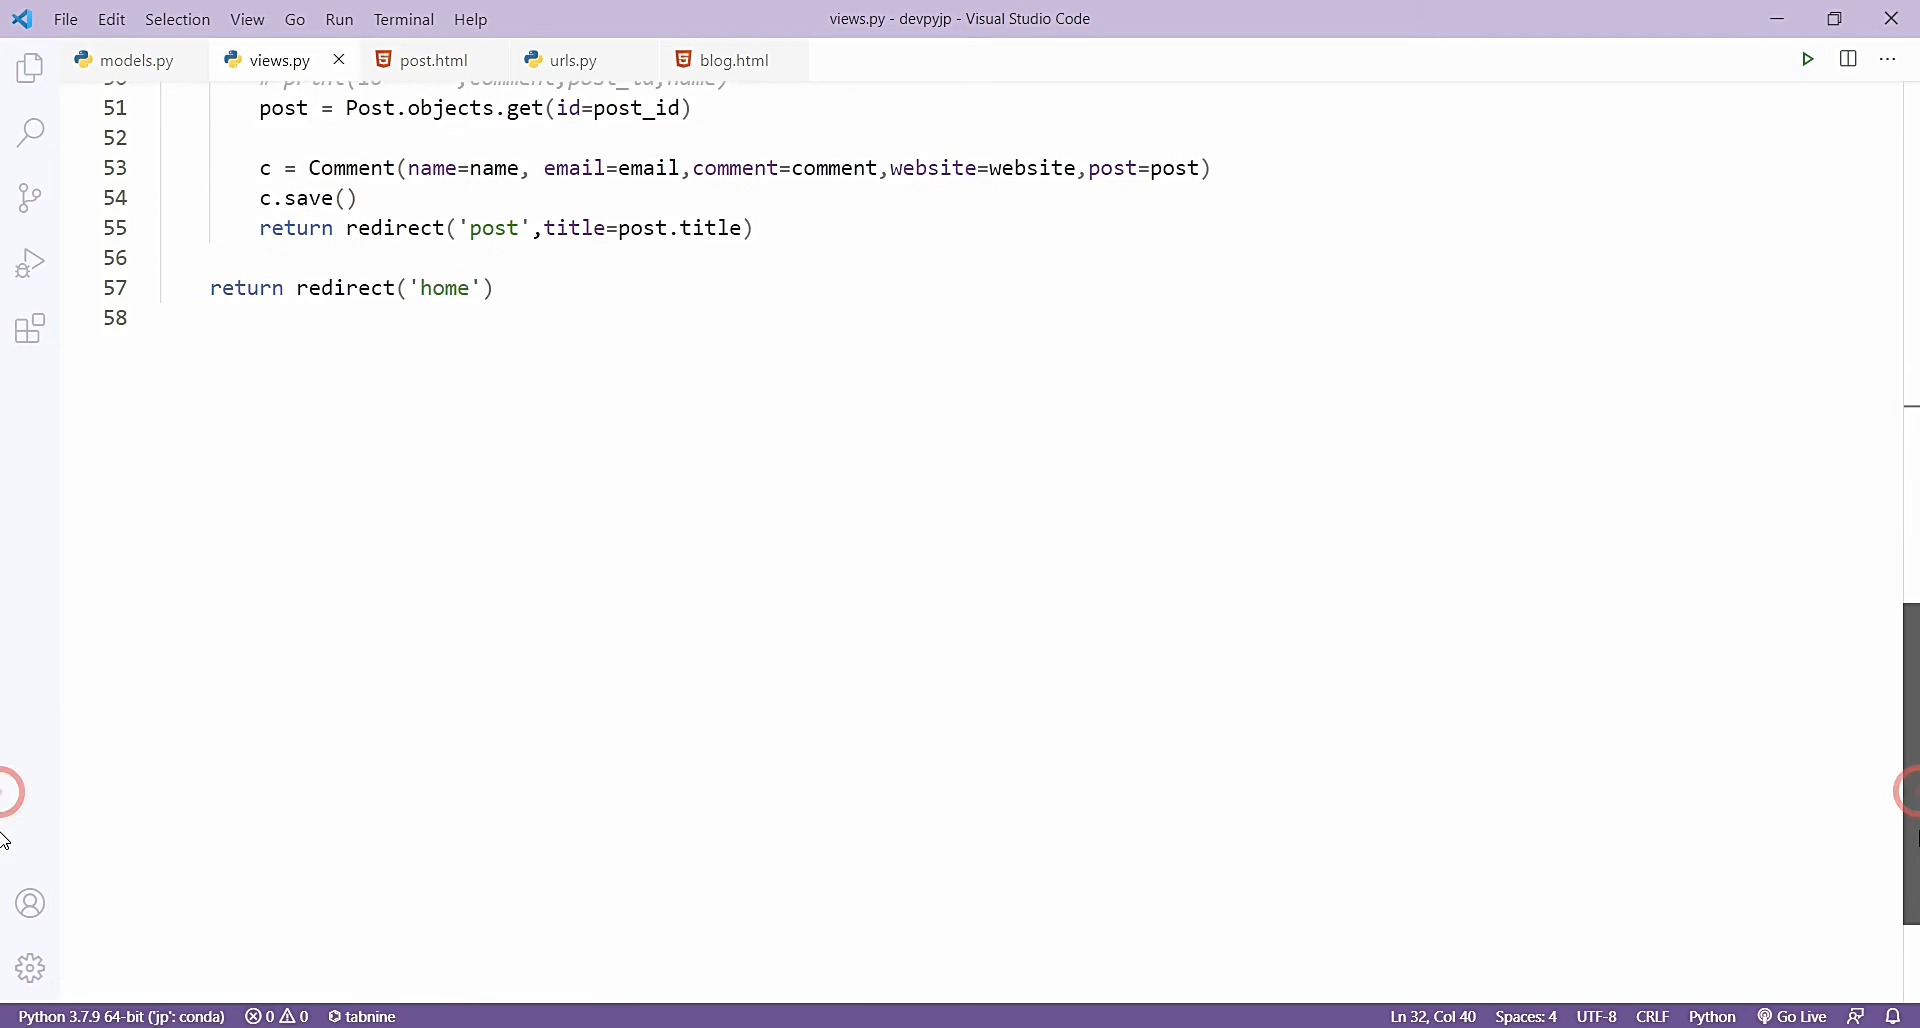 File Edit Selection View Go Run Terminal Help
views.py - devpyjp - Visual Studio Code
models.py views.py post.html urls.py blog.html
51 post = Post.objects.get(id=post_id)
52
53 c = Comment(name=name, email=email,comment=comment,website=website,post=post)
54 c.save()
55 return redirect('post',title=post.title)
56
57 return redirect('home')
58
Python 3.7.9 64-bit ('jp': conda) 0 0 tabnine Ln 32, Col 40 Spaces: 4 UTF-8 CRLF Python Go Live